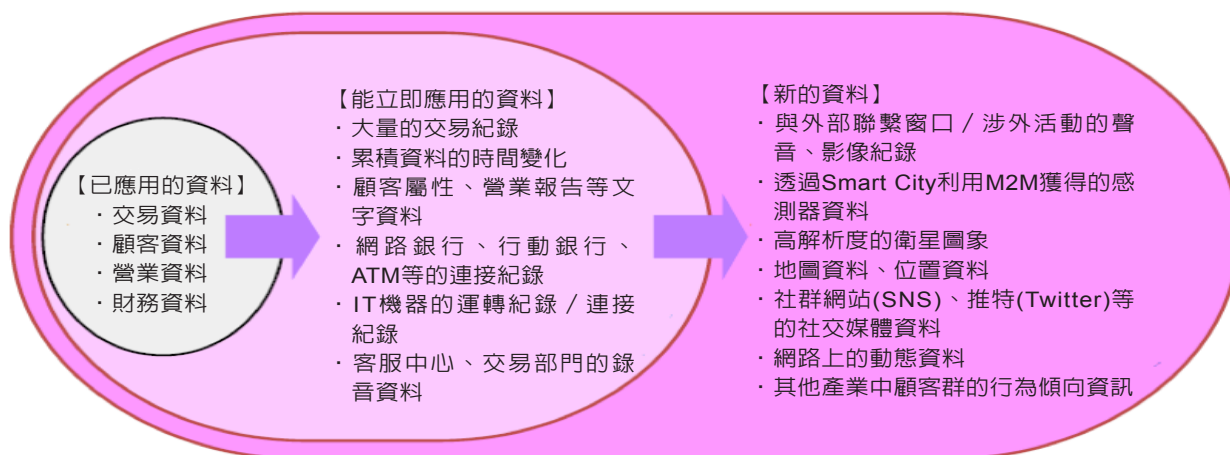 【已應用的資料】
．交易資料
．顧客資料
．營業資料
．財務資料
【能立即應用的資料】
．大量的交易紀錄
．累積資料的時間變化
．顧客屬性、營業報告等文
字資料
．網路銀行、行動銀行、
ATM等的連接紀錄
．IT機器的運轉紀錄／連接
紀錄
．客服中心、交易部門的錄
音資料
【新的資料】
．與外部聯繫窗口／涉外活動的聲
音、影像紀錄
．透過Smart City利用M2M獲得的感
測器資料
．高解析度的衛星圖象
．地圖資料、位置資料
．社群網站(SNS)、推特(Twitter)等
的社交媒體資料
．網路上的動態資料
．其他產業中顧客群的行為傾向資訊